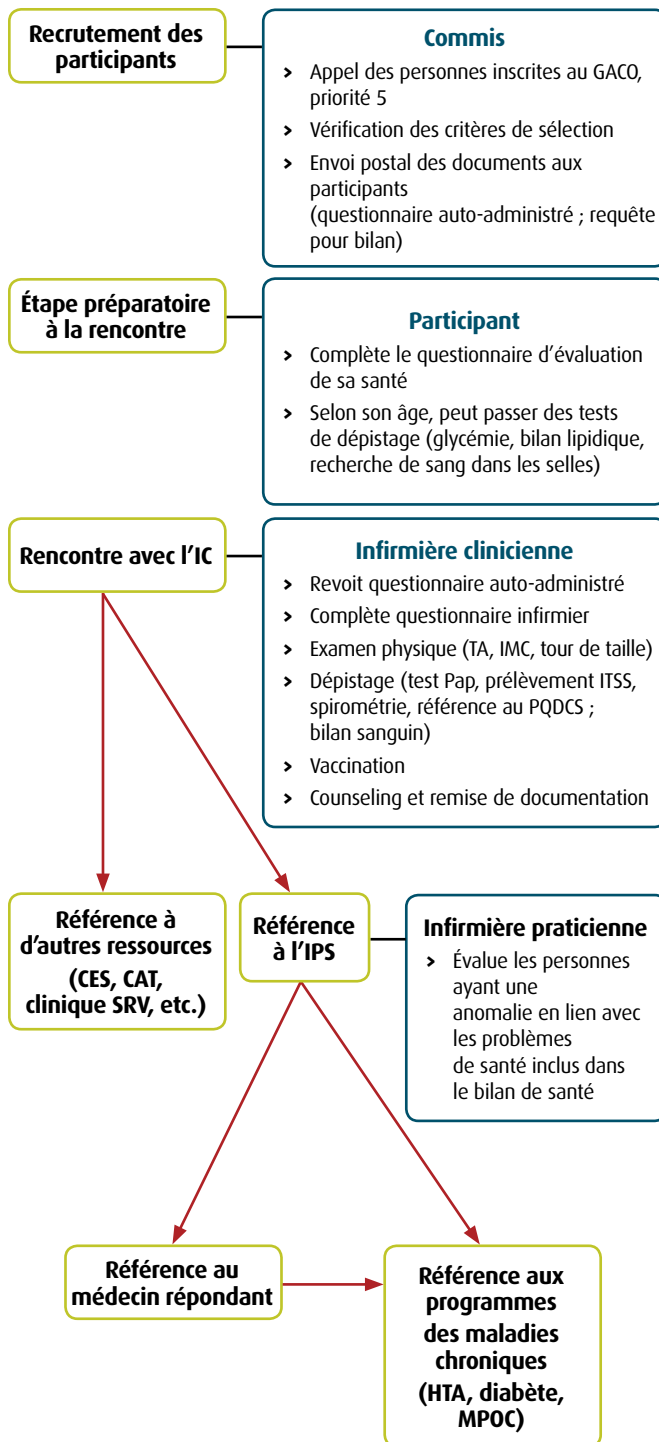 Recrutement des
participants
Commis
> Appel des personnes inscrites au GACO,
priorité 5
> Vérification des critères de sélection
> Envoi postal des documents aux
participants
(questionnaire auto-administré ; requête
pour bilan)
Étape préparatoire
à la rencontre
Participant
> Complète le questionnaire d’évaluation
de sa santé
> Selon son âge, peut passer des tests
de dépistage (glycémie, bilan lipidique,
recherche de sang dans les selles)
Rencontre avec l’IC
Infirmière clinicienne
> Revoit questionnaire auto-administré
> Complète questionnaire infirmier
> Examen physique (TA, IMC, tour de taille)
> Dépistage (test Pap, prélèvement ITSS,
spirométrie, référence au PQDCS ;
bilan sanguin)
> Vaccination
> Counseling et remise de documentation
Référence à
d’autres ressources
(CES, CAT,
clinique SRV, etc.)
Référence
à l’IPS
Infirmière praticienne
> Évalue les personnes
ayant une
anomalie en lien avec
les problèmes
de santé inclus dans
le bilan de santé
Référence au
médecin répondant
Référence aux
programmes
des maladies
chroniques
(HTA, diabète,
MPOC)